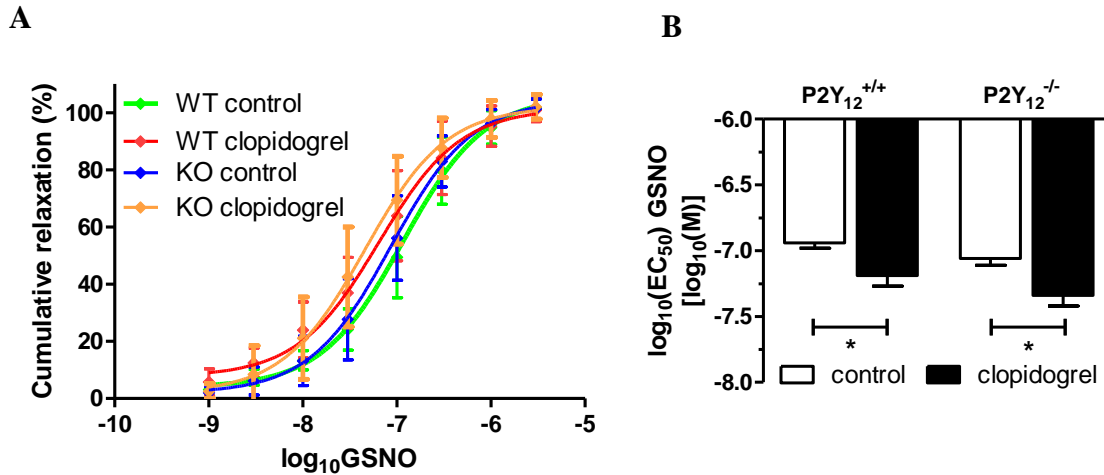 A
Cumulative relaxation (%)
100
80
60
40
20
0
WT control
WT clopidogrel
KO control
KO clopidogrel
-10 -9 -8 -7 -6 -5
log₁₀GSNO
B
P2Y₁₂⁺/⁺ P2Y₁₂⁻/⁻
log₁₀(EC₅₀) GSNO
[log₁₀(M)]
-6.0
-6.5
-7.0
-7.5
-8.0
* *
control clopidogrel